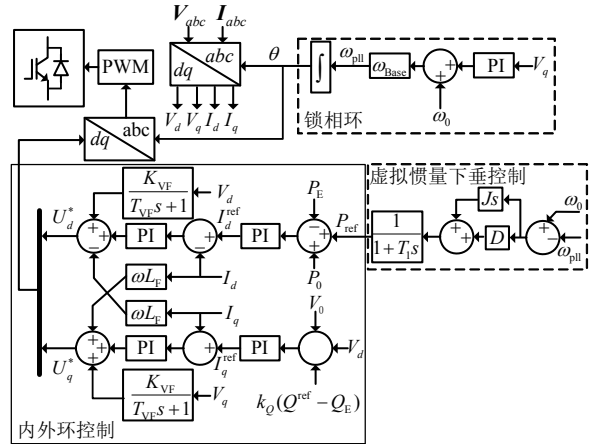 V_abc I_abc
PWM
dq abc
θ
∫
ω_pll
ω_Base
+
+
PI
V_q
ω_0
锁相环
V_d V_q I_d I_q
dq abc
K_VF
T_VF s+1
V_d
U_d^*
+
+
−
PI
−
+
I_d^ref
PI
P_E
−
+
+
P_ref
P_0
1
1+T_1 s
虚拟惯量下垂控制
Js
D
+
+
ω_0
+
−
ω_pll
ωL_F
I_d
ωL_F
I_q
V_0
U_q^*
+
+
+
PI
−
+
I_q^ref
PI
V_d
K_VF
T_VF s+1
V_q
k_Q(Q^ref−Q_E)
内外环控制